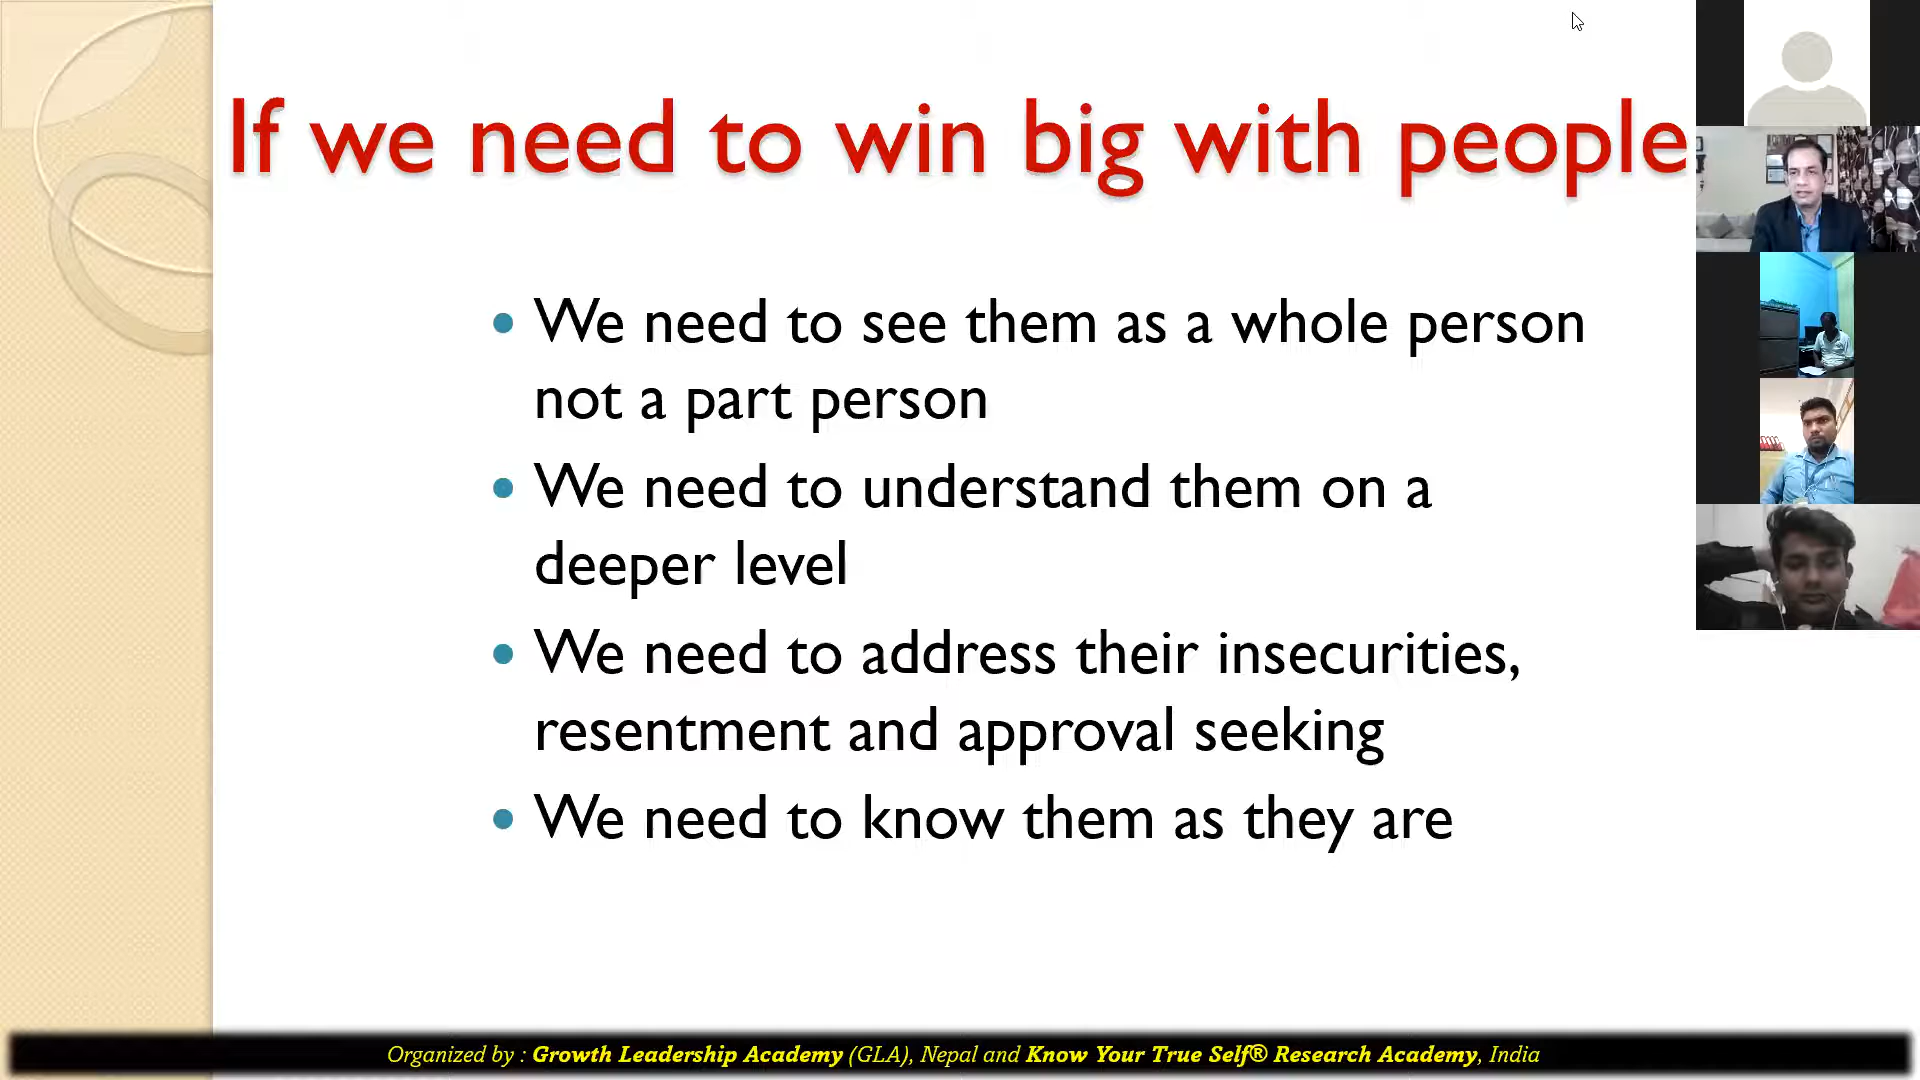 If we need to win big with people
• We need to see them as a whole person
not a part person
• We need to understand them on a
deeper level
• We need to address their insecurities,
resentment and approval seeking
• We need to know them as they are
Organized by : Growth Leadership Academy (GLA), Nepal and Know Your True Self® Research Academy, India